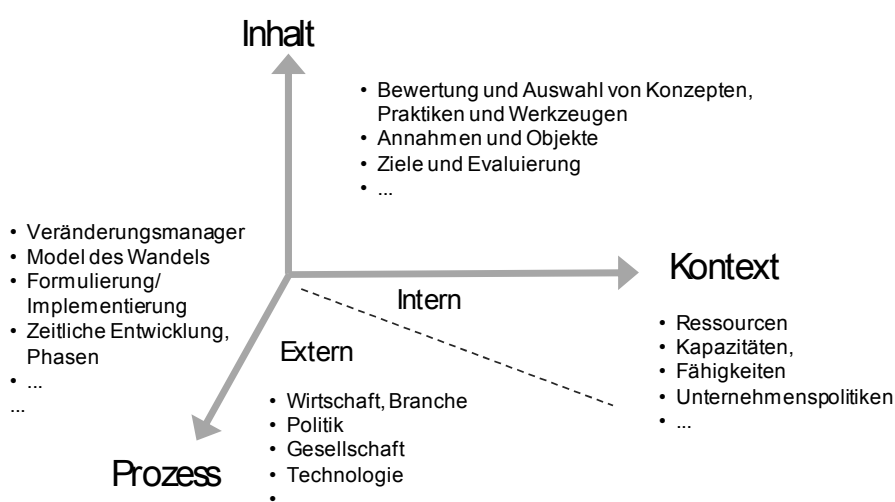 Inhalt
• Bewertung und Auswahl von Konzepten,
Praktiken und Werkzeugen
• Annahmen und Objekte
• Ziele und Evaluierung
• ...
• Veränderungsmanager
• Model des Wandels
• Formulierung/
Implementierung
• Zeitliche Entwicklung,
Phasen
• ...
...
Prozess
Kontext
Intern
• Ressourcen
• Kapazitäten,
• Fähigkeiten
• Unternehmenspolitiken
• ...
Extern
• Wirtschaft, Branche
• Politik
• Gesellschaft
• Technologie
•